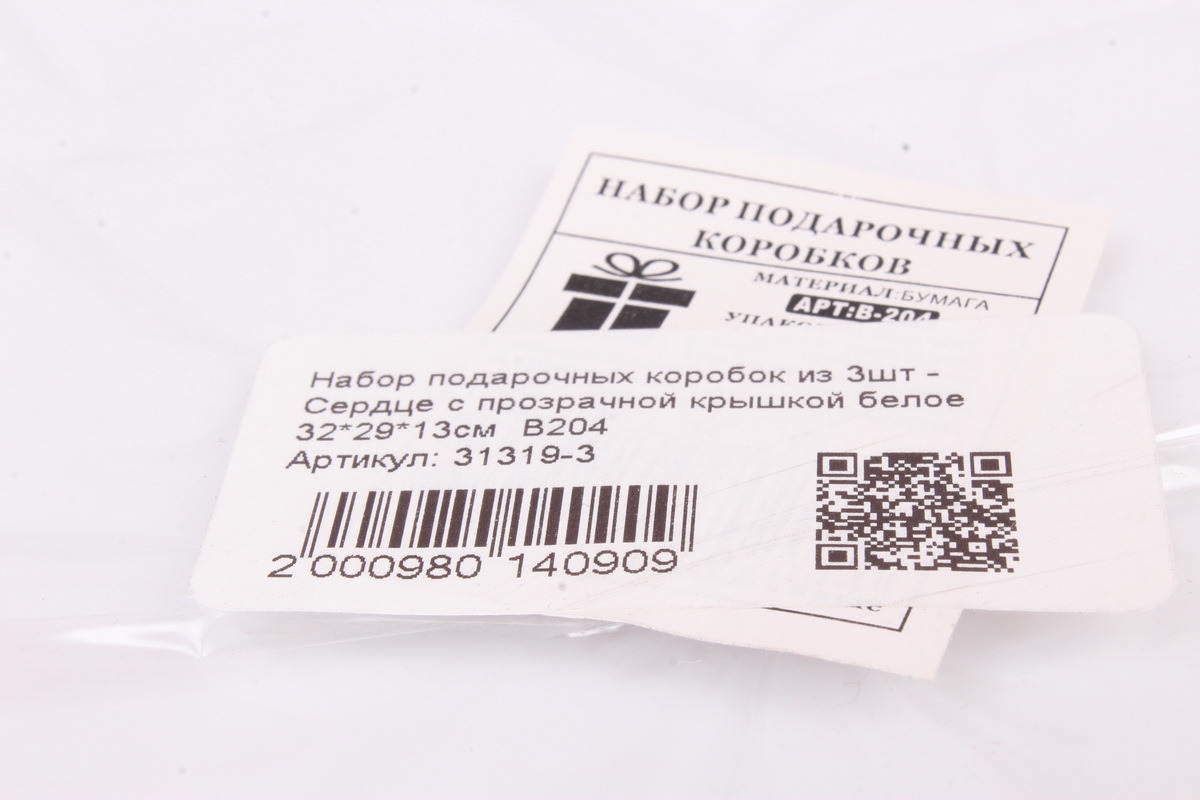 НАБОР ПОДАРОЧНЫХ
КОРОБКОВ
МАТЕРИАЛ:БУМАГА
АРТ:В-204
Набор подарочных коробок из 3шт -
Сердце с прозрачной крышкой белое
32*29*13см В204
Артикул: 31319-3
2 000980 140909